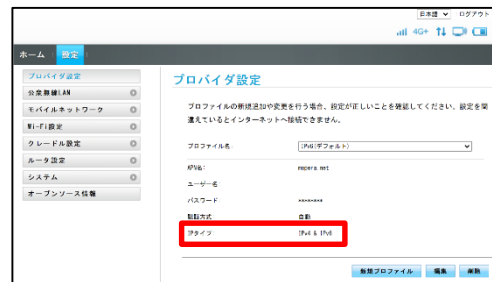 日本語 ログアウト
4G+
ホーム 設定
プロバイダ設定
公衆無線LAN
モバイルネットワーク
Wi-Fi設定
クレードル設定
ルータ設定
システム
オープンソース情報
プロバイダ設定
プロファイルの新規追加や変更を行う場合、設定が正しいことを確認してください。設定を間
違えているとインターネットへ接続できません。
プロファイル名: (デフォルト)
APN名: mopera.net
ユーザー名:
パスワード: ********
認証方式 自動
IPタイプ: IPv4 & IPv6
新規プロファイル 編集 削除